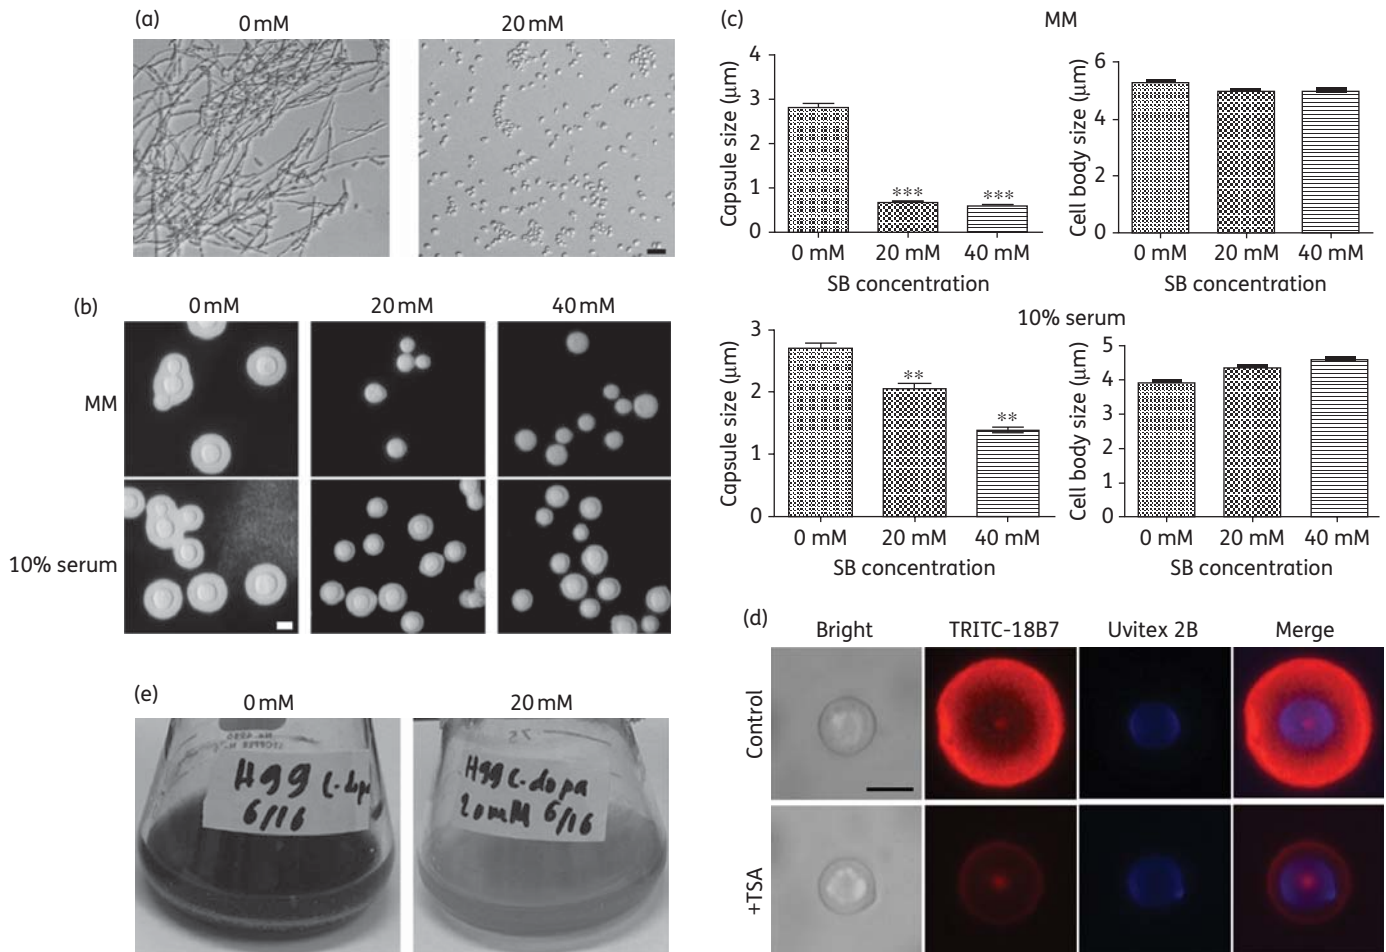 (a)
0 mM
20 mM
(b)
0 mM
20 mM
40 mM
MM
10% serum
(c)
MM
Capsule size (μm)
4
3
2
1
0
***
***
0 mM
20 mM
40 mM
SB concentration
Cell body size (μm)
6
4
2
0
0 mM
20 mM
40 mM
SB concentration
10% serum
Capsule size (μm)
3
2
1
0
**
**
0 mM
20 mM
40 mM
SB concentration
Cell body size (μm)
5
4
3
2
1
0
0 mM
20 mM
40 mM
SB concentration
(d)
Bright
TRITC-18B7
Uvitex 2B
Merge
Control
+TSA
(e)
0 mM
20 mM
H99
6/16
75
H99 L-dopa
20mM 6/16